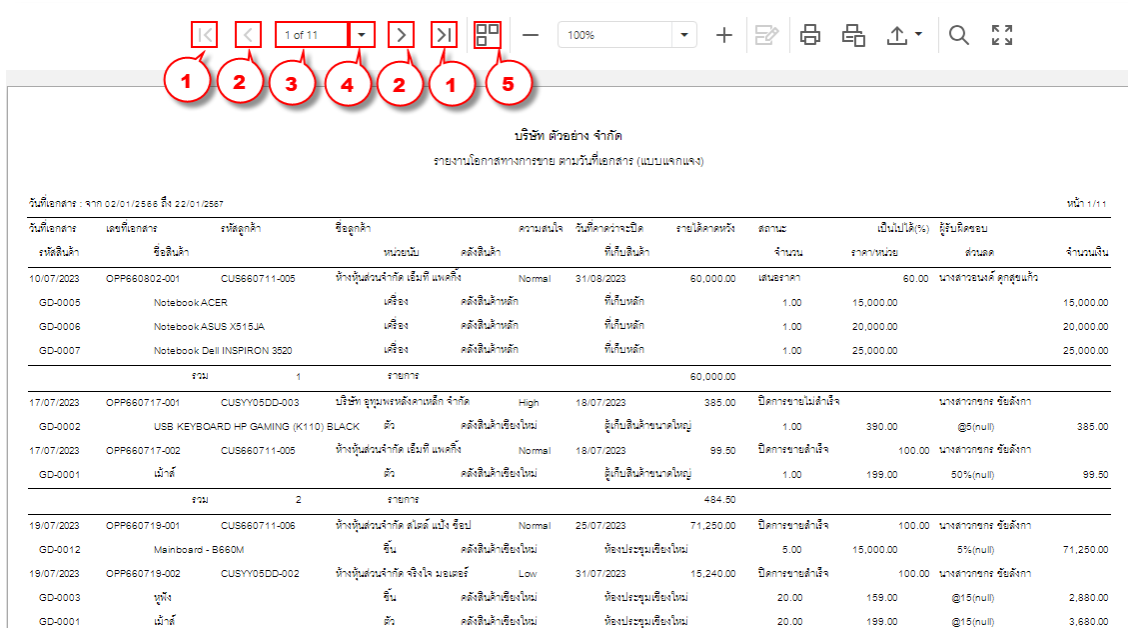 1 of 11 100%
1 2 3 4 2 1 5
บริษัท ตัวอย่าง จำกัด
รายงานโอกาสทางการขาย ตามวันที่เอกสาร (แบบแจกแจง)
วันที่เอกสาร : จาก 02/01/2566 ถึง 22/01/2567 หน้า 1/11
วันที่เอกสาร เลขที่เอกสาร รหัสลูกค้า ชื่อลูกค้า ความสนใจ วันที่คาดว่าจะปิด รายได้คาดหวัง สถานะ เป็นไปได้(%) ผู้รับผิดชอบ
รหัสสินค้า ชื่อสินค้า หน่วยนับ คลังสินค้า ที่เก็บสินค้า จำนวน ราคา/หน่วย ส่วนลด จำนวนเงิน
10/07/2023 OPP660802-001 CUS660711-005 ห้างหุ้นส่วนจำกัด เอ็มที แพคกิ้ง Normal 31/08/2023 60,000.00 เสนอราคา 60.00 นางสาวอนงค์ ศุกสุขแก้ว
GD-0005 Notebook ACER เครื่อง คลังสินค้าหลัก ที่เก็บหลัก 1.00 15,000.00 15,000.00
GD-0006 Notebook ASUS X515JA เครื่อง คลังสินค้าหลัก ที่เก็บหลัก 1.00 20,000.00 20,000.00
GD-0007 Notebook Dell INSPIRON 3520 เครื่อง คลังสินค้าหลัก ที่เก็บหลัก 1.00 25,000.00 25,000.00
รวม 1 รายการ 60,000.00
17/07/2023 OPP660717-001 CUSYY05DD-003 บริษัท อุทุมพรหลังคาเหล็ก จำกัด High 18/07/2023 385.00 ปิดการขายไม่สำเร็จ นางสาวกชกร ชัยลังกา
GD-0002 USB KEYBOARD HP GAMING (K110) BLACK ตัว คลังสินค้าเชียงใหม่ ตู้เก็บสินค้าขนาดใหญ่ 1.00 390.00 @5(null) 385.00
17/07/2023 OPP660717-002 CUS660711-005 ห้างหุ้นส่วนจำกัด เอ็มที แพคกิ้ง Normal 18/07/2023 99.50 ปิดการขายสำเร็จ 100.00 นางสาวกชกร ชัยลังกา
GD-0001 เม้าส์ ตัว คลังสินค้าเชียงใหม่ ตู้เก็บสินค้าขนาดใหญ่ 1.00 199.00 50%(null) 99.50
รวม 2 รายการ 484.50
19/07/2023 OPP660719-001 CUS660711-006 ห้างหุ้นส่วนจำกัด สไตล์ แบ้ง ช็อป Normal 25/07/2023 71,250.00 ปิดการขายสำเร็จ 100.00 นางสาวกชกร ชัยลังกา
GD-0012 Mainboard - B660M ชิ้น คลังสินค้าเชียงใหม่ ห้องประชุมเชียงใหม่ 5.00 15,000.00 5%(null) 71,250.00
19/07/2023 OPP660719-002 CUSYY05DD-002 ห้างหุ้นส่วนจำกัด จริงใจ มอเตอร์ Low 31/07/2023 15,240.00 ปิดการขายสำเร็จ 100.00 นางสาวกชกร ชัยลังกา
GD-0003 หูฟัง ชิ้น คลังสินค้าเชียงใหม่ ห้องประชุมเชียงใหม่ 20.00 159.00 @15(null) 2,880.00
GD-0001 เม้าส์ ตัว คลังสินค้าเชียงใหม่ ห้องประชุมเชียงใหม่ 20.00 199.00 @15(null) 3,680.00